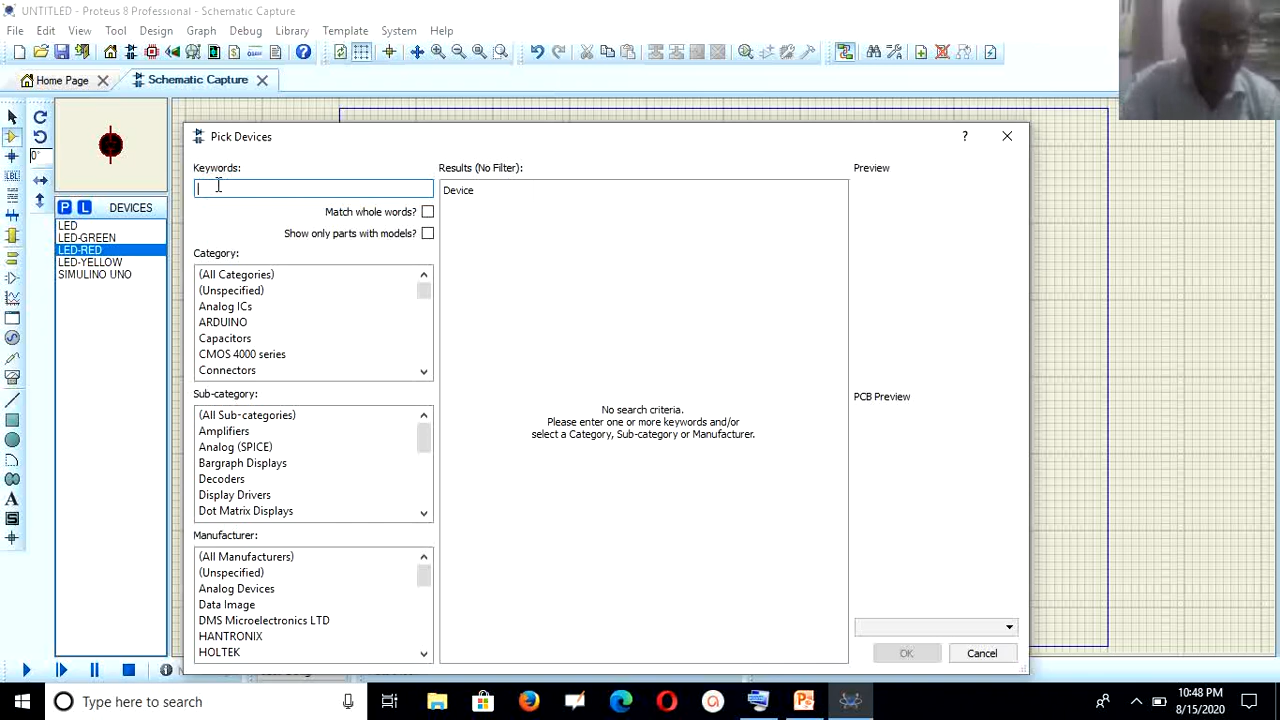 UNTITLED - Proteus 8 Professional - Schematic Capture
File Edit View Tool Design Graph Debug Library Template System Help
Home Page
Schematic Capture
Pick Devices
?
Keywords:
Results (No Filter):
Preview
0°
Device
LBL
Match whole words?
P L DEVICES
LED
LED-GREEN
LED-RED
LED-YELLOW
SIMULINO UNO
Show only parts with models?
Category:
(All Categories)
(Unspecified)
Analog ICs
ARDUINO
Capacitors
CMOS 4000 series
Connectors
Sub-category:
(All Sub-categories)
Amplifiers
Analog (SPICE)
Bargraph Displays
Decoders
Display Drivers
Dot Matrix Displays
No search criteria.
Please enter one or more keywords and/or
select a Category, Sub-category or Manufacturer.
PCB Preview
A
S
Manufacturer:
(All Manufacturers)
(Unspecified)
Analog Devices
Data Image
DMS Microelectronics LTD
HANTRONIX
HOLTEK
OK
Cancel
Type here to search
10:48 PM
8/15/2020